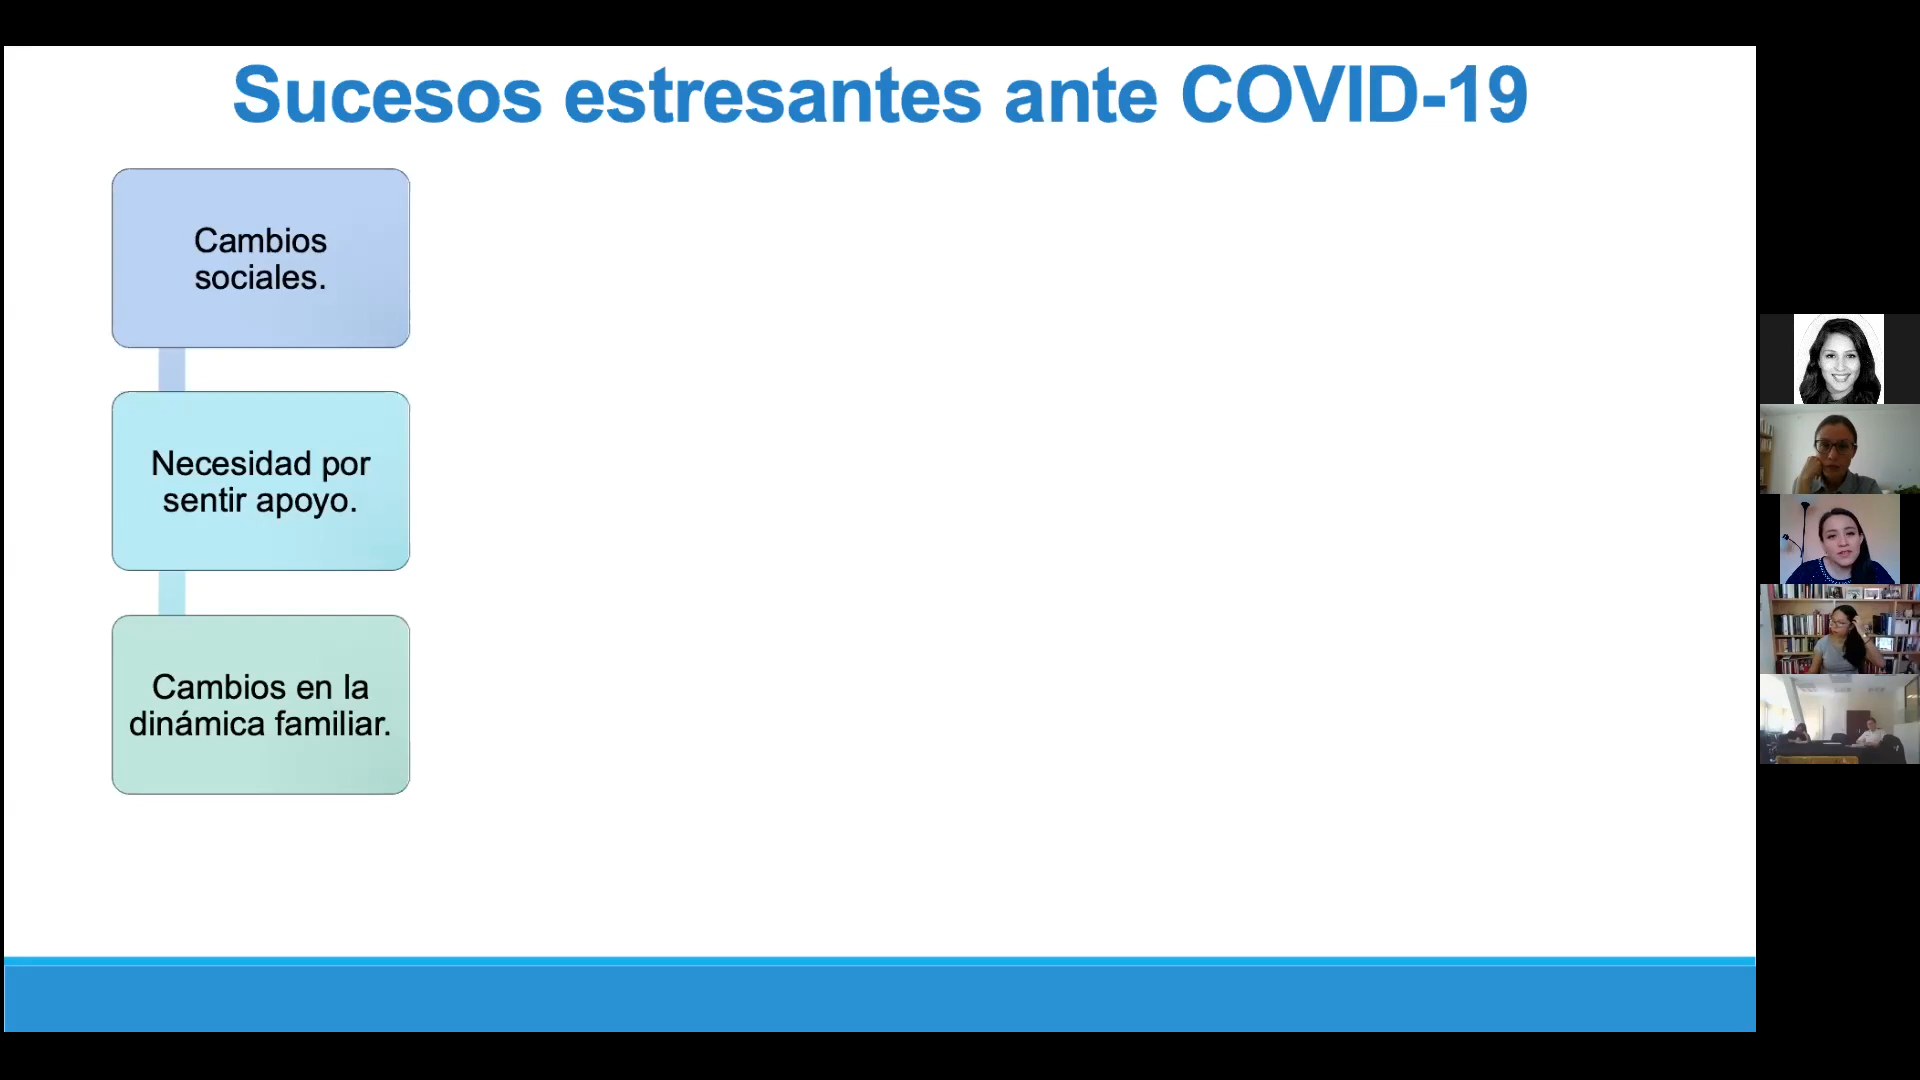 Sucesos estresantes ante COVID-19
Cambios
sociales.
Necesidad por
sentir apoyo.
Cambios en la
dinámica familiar.